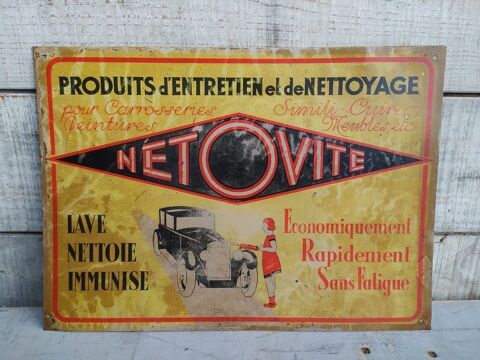 PRODUITS d'ENTRETIEN et de NETTOYAGE
pour Carrosseries Simili-Cuire
Peintures Meubles etc
NETOVITE
LAVE
NETTOIE
IMMUNISE
Economiquement
Rapidement
Sans Fatigue